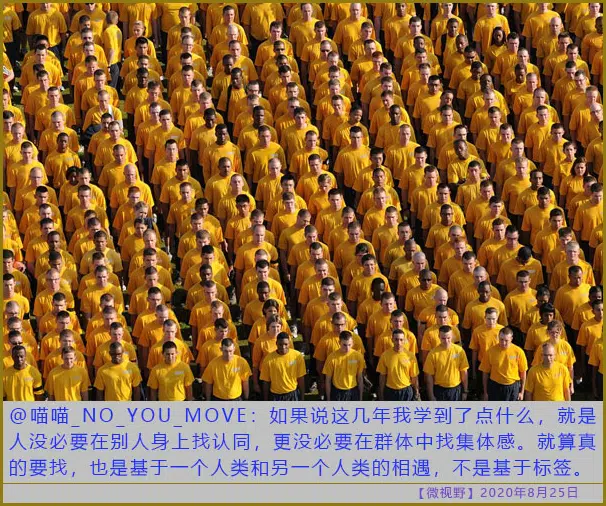 @喵喵_NO_YOU_MOVE：如果说这几年我学到了点什么，就是
人没必要在别人身上找认同，更没必要在群体中找集体感。就算真
的要找，也是基于一个人类和另一个人类的相遇，不是基于标签。
【微视野】2020年8月25日